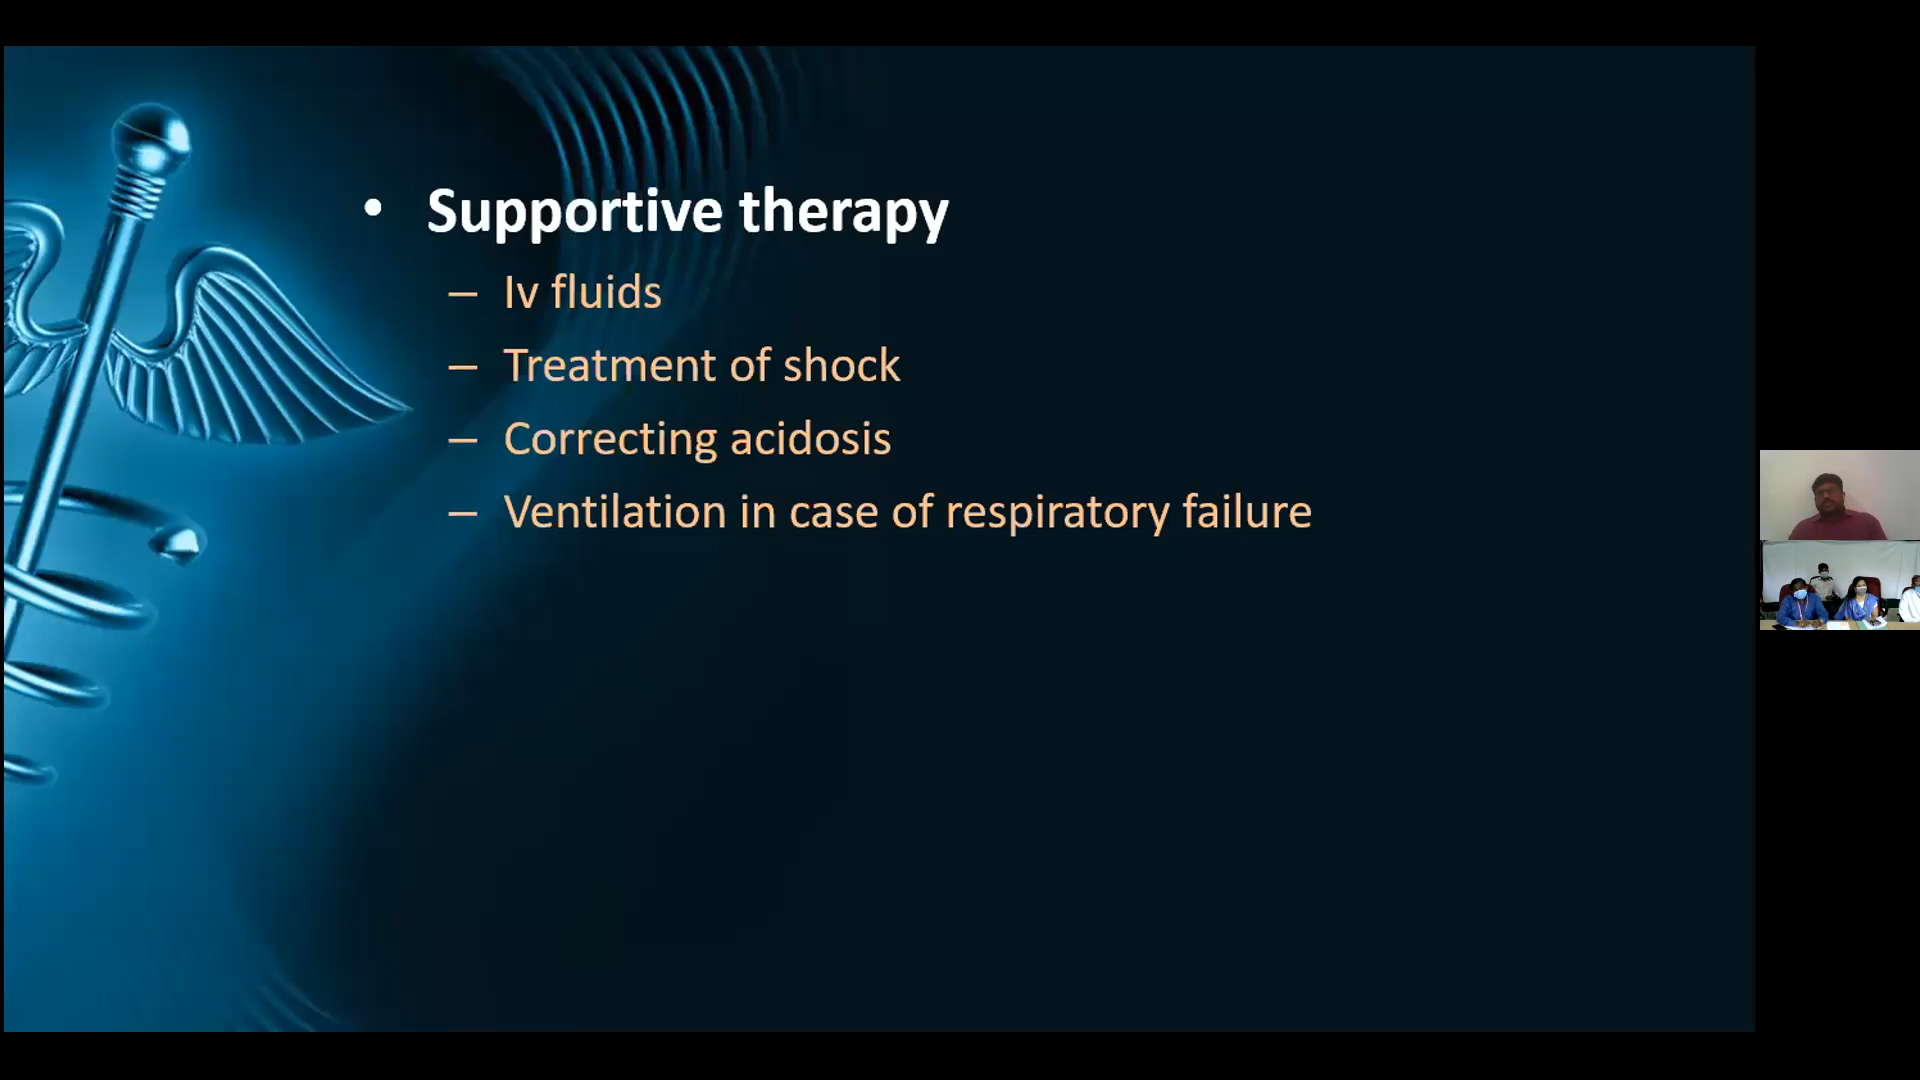 • Supportive therapy
– Iv fluids
– Treatment of shock
– Correcting acidosis
– Ventilation in case of respiratory failure